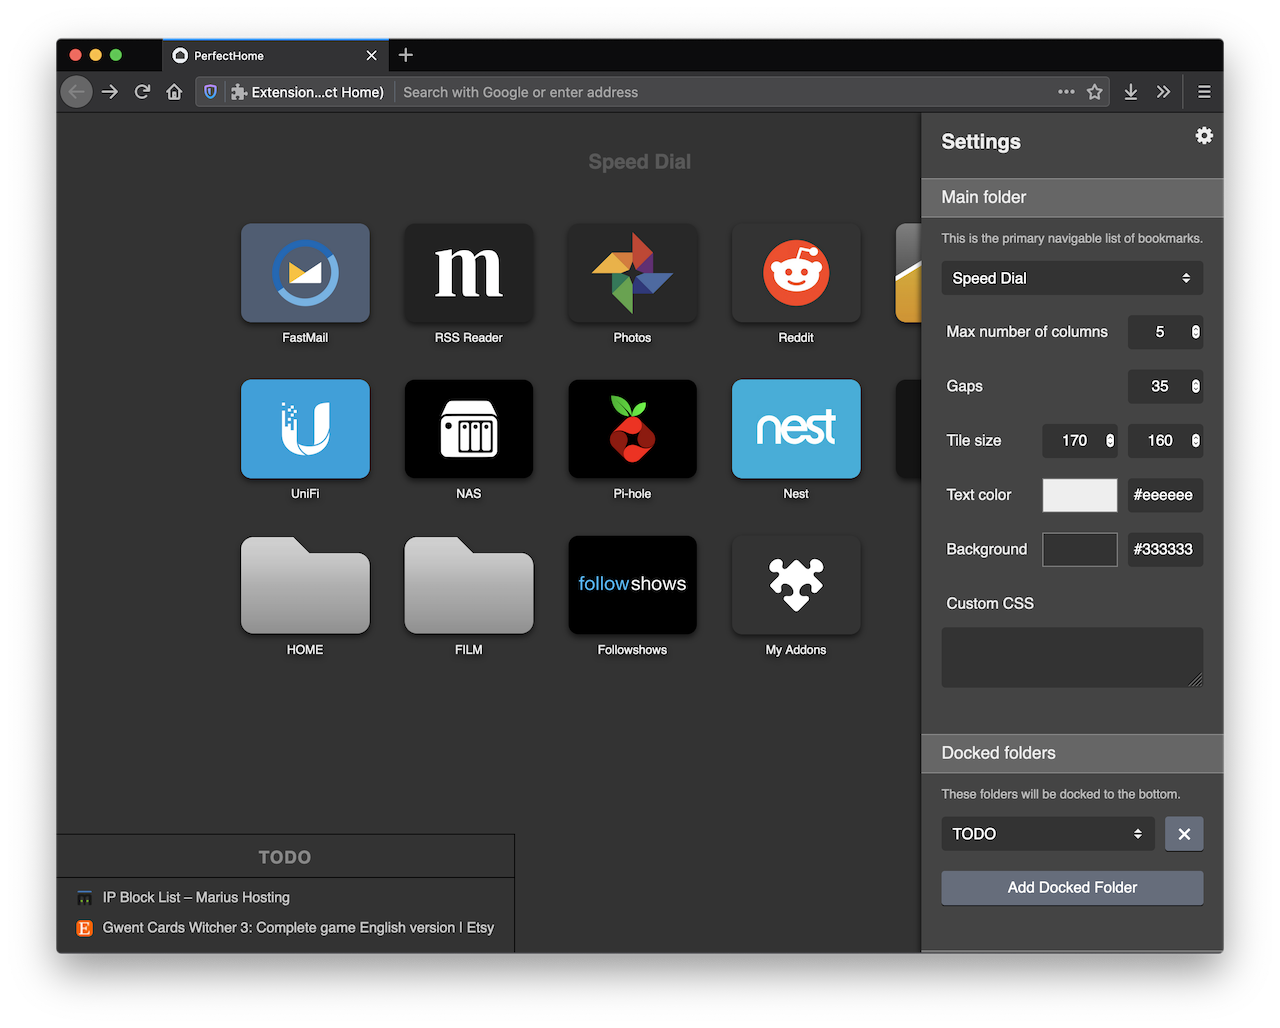 PerfectHome
Extension...ct Home)
Search with Google or enter address
Speed Dial
m
FastMail
RSS Reader
Photos
Reddit
nest
UniFi
NAS
Pi-hole
Nest
followshows
HOME
FILM
Followshows
My Addons
TODO
IP Block List – Marius Hosting
E
Gwent Cards Witcher 3: Complete game English version | Etsy
Settings
Main folder
This is the primary navigable list of bookmarks.
Speed Dial
Max number of columns 5
Gaps 35
Tile size 170 160
Text color #eeeeee
Background #333333
Custom CSS
Docked folders
These folders will be docked to the bottom.
TODO
Add Docked Folder